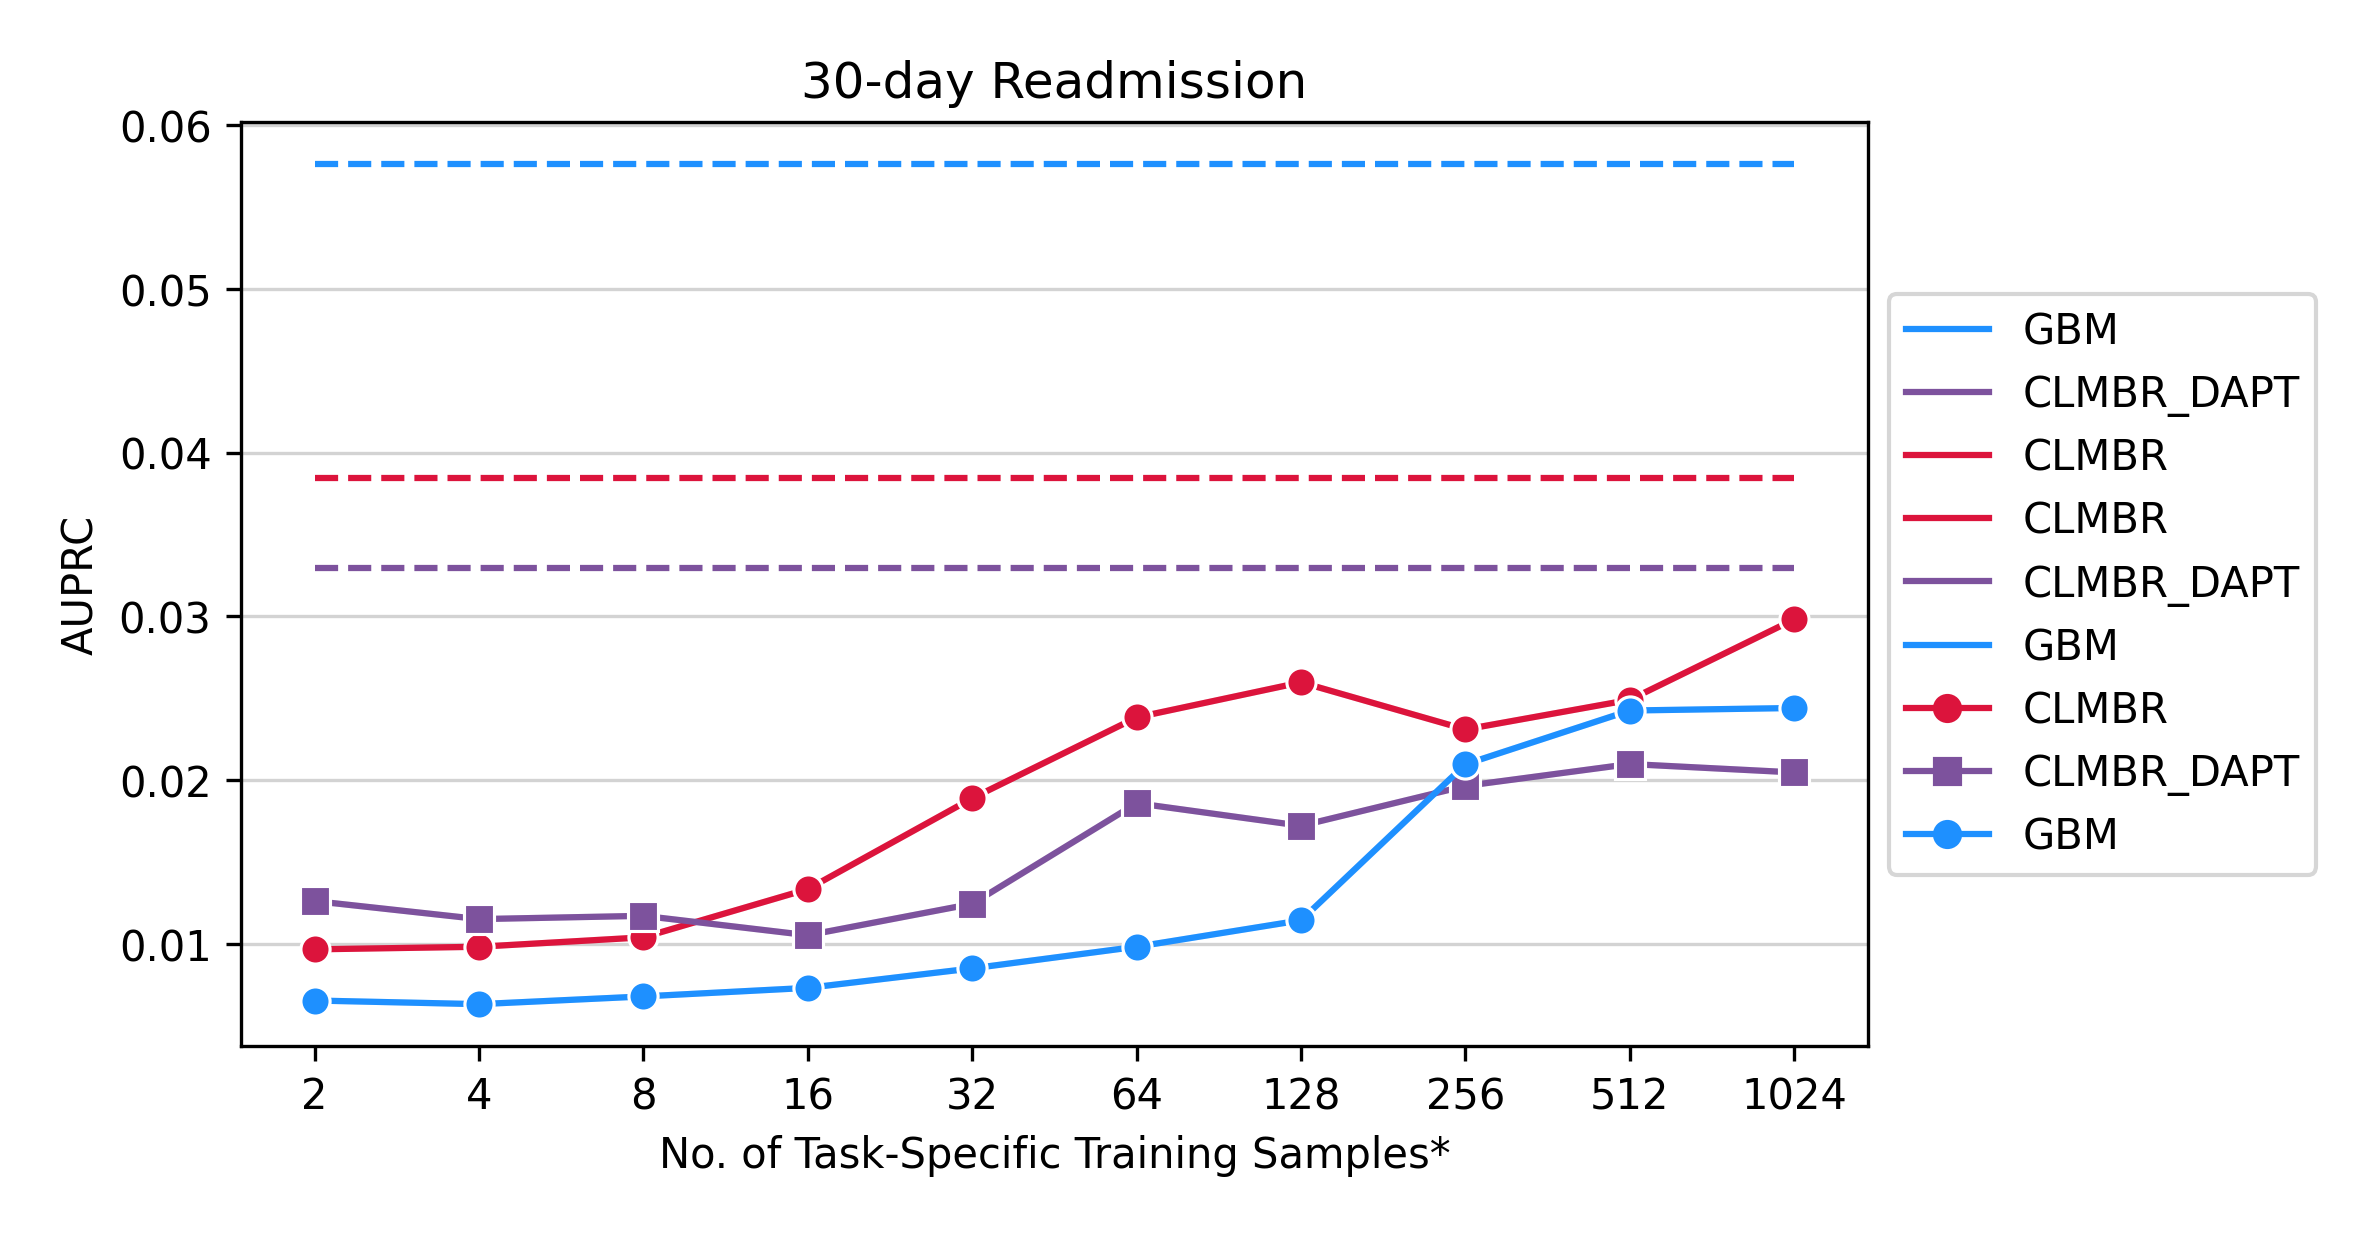 30-day Readmission
0.06
0.05
0.04
0.03
0.02
0.01
AUPRC
2 4 8 16 32 64 128 256 512 1024
No. of Task-Specific Training Samples*
GBM
CLMBR_DAPT
CLMBR
CLMBR
CLMBR_DAPT
GBM
CLMBR
CLMBR_DAPT
GBM